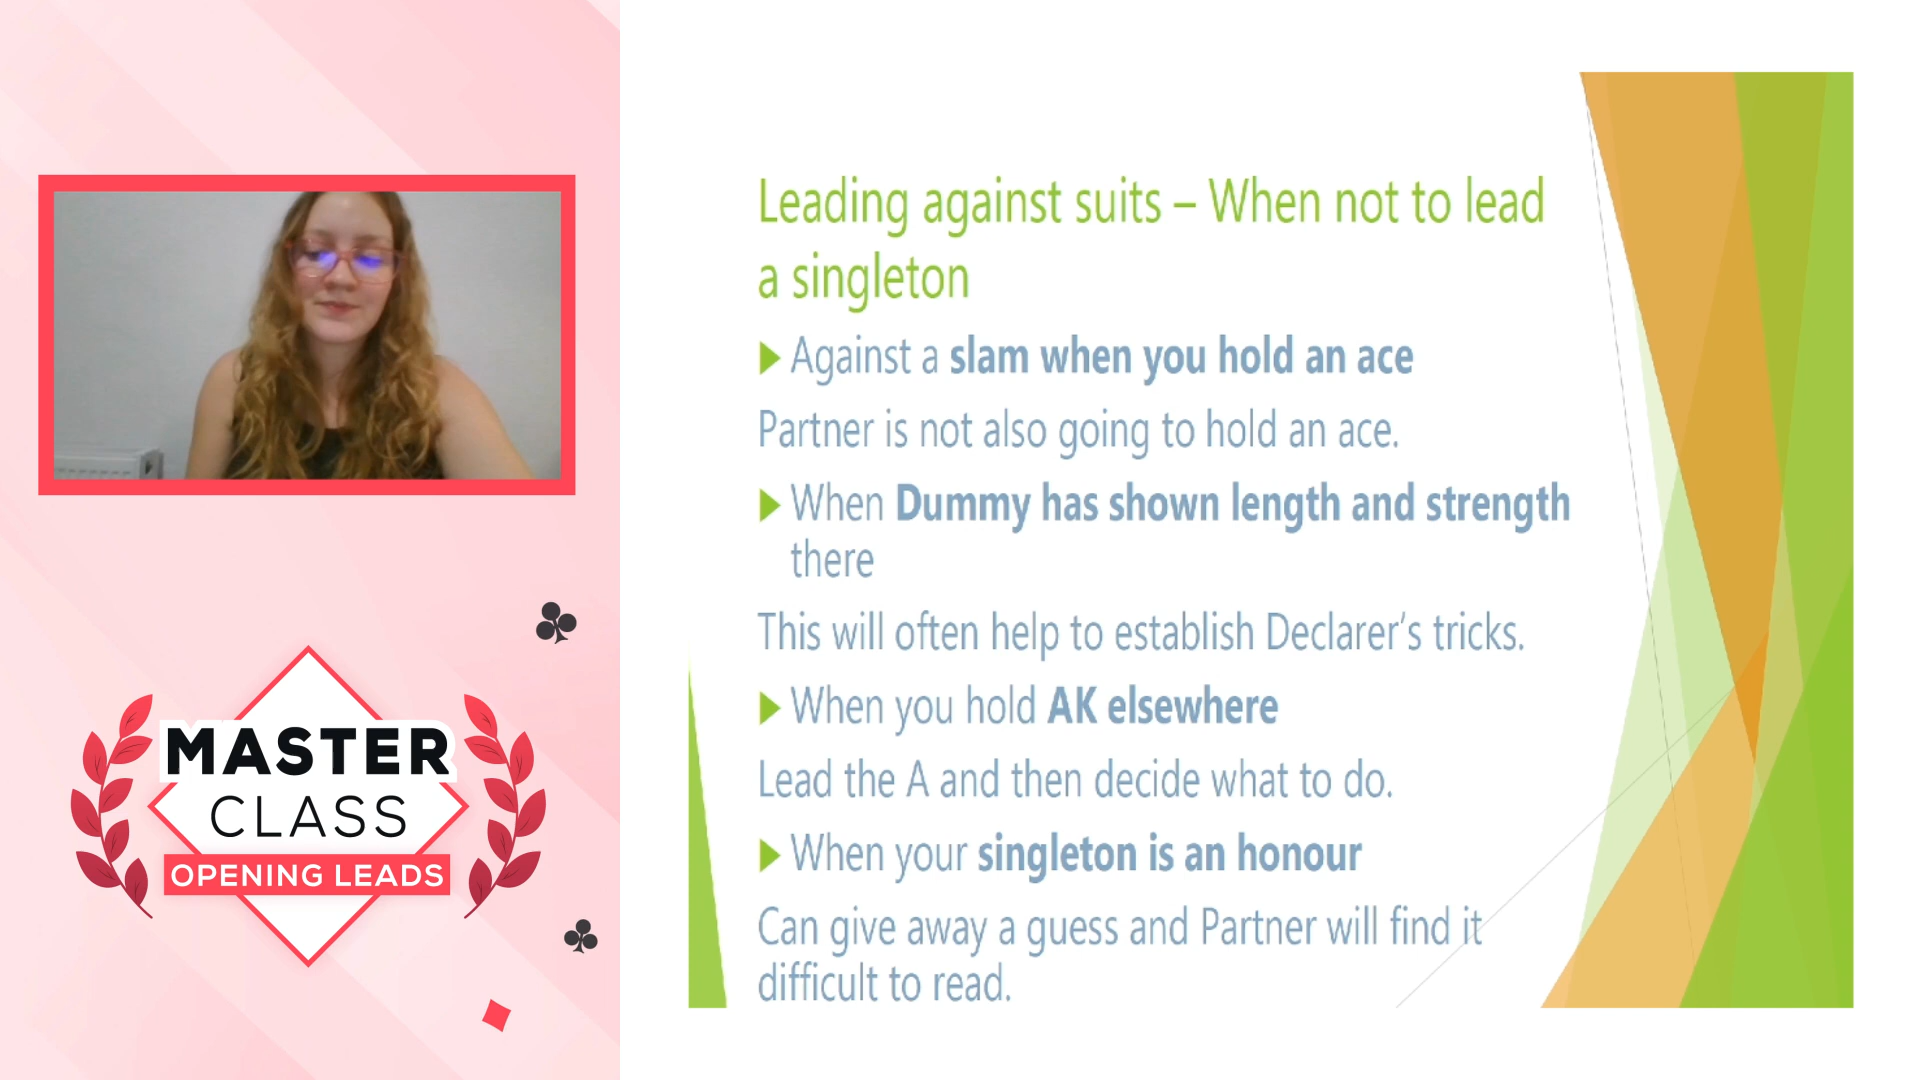 MASTER
CLASS
OPENING LEADS
Leading against suits – When not to lead
a singleton
Against a slam when you hold an ace
Partner is not also going to hold an ace.
When Dummy has shown length and strength
there
This will often help to establish Declarer’s tricks.
When you hold AK elsewhere
Lead the A and then decide what to do.
When your singleton is an honour
Can give away a guess and Partner will find it
difficult to read.